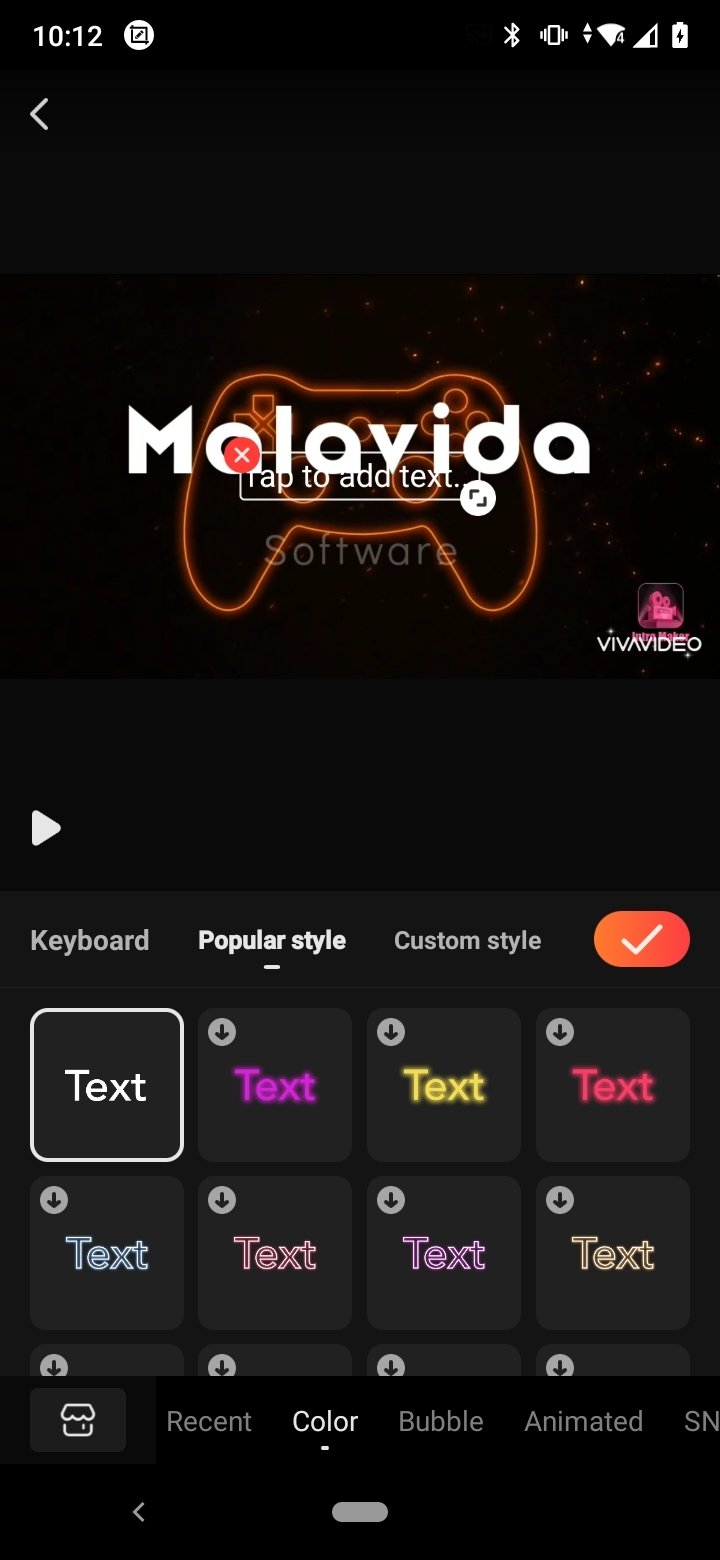 10:12
4
Malavida
Tap to add text...
Software
Intro Maker
VIVAVIDEO
Keyboard Popular style Custom style
Text Text Text Text
Text Text Text Text
Recent Color Bubble Animated SN